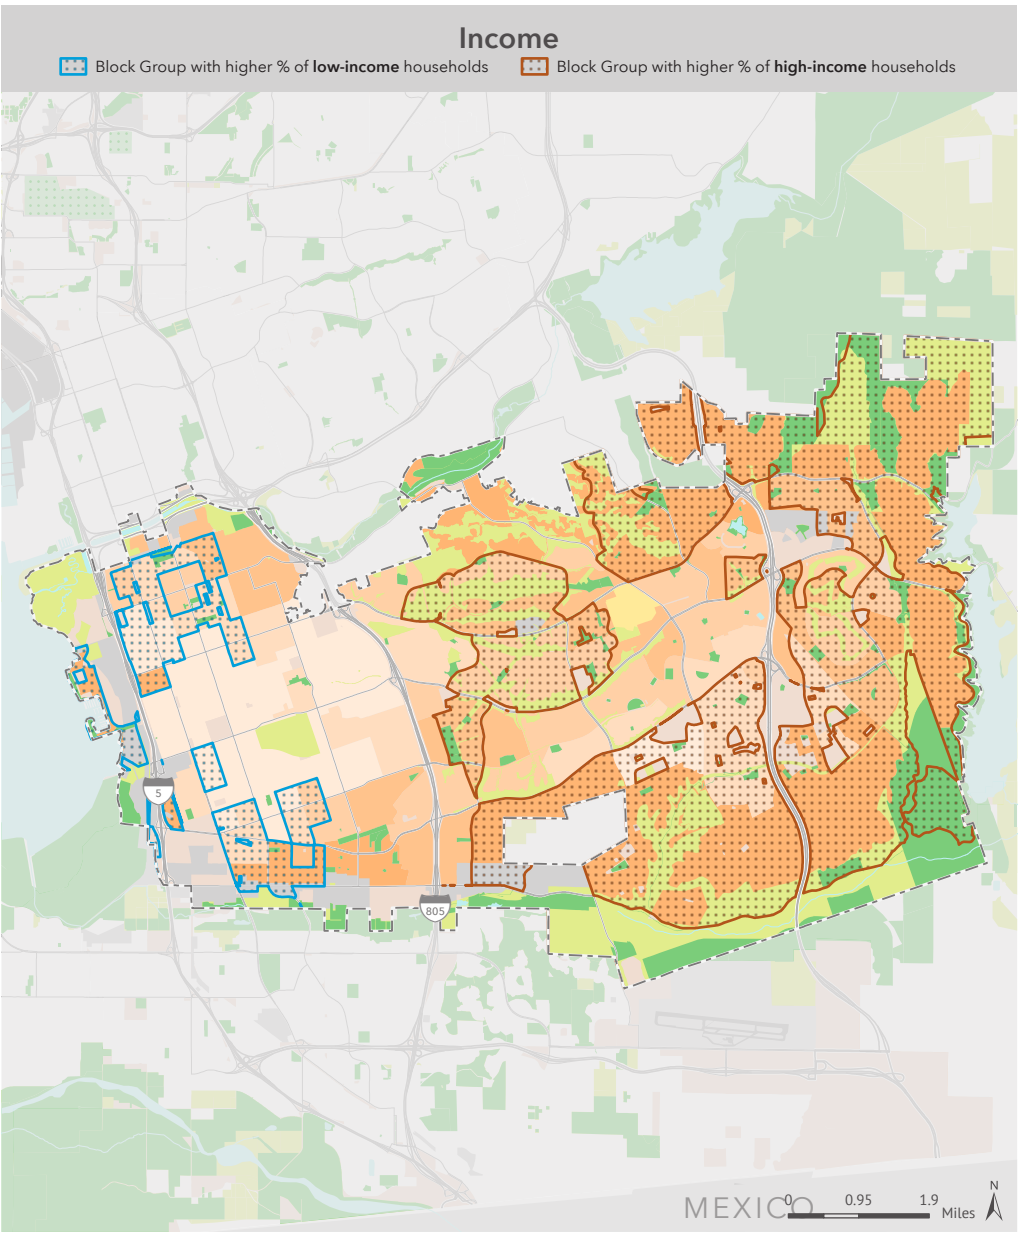 Income
Block Group with higher % of low-income households
Block Group with higher % of high-income households
5
805
MEXICO
0 0.95 1.9
Miles
N